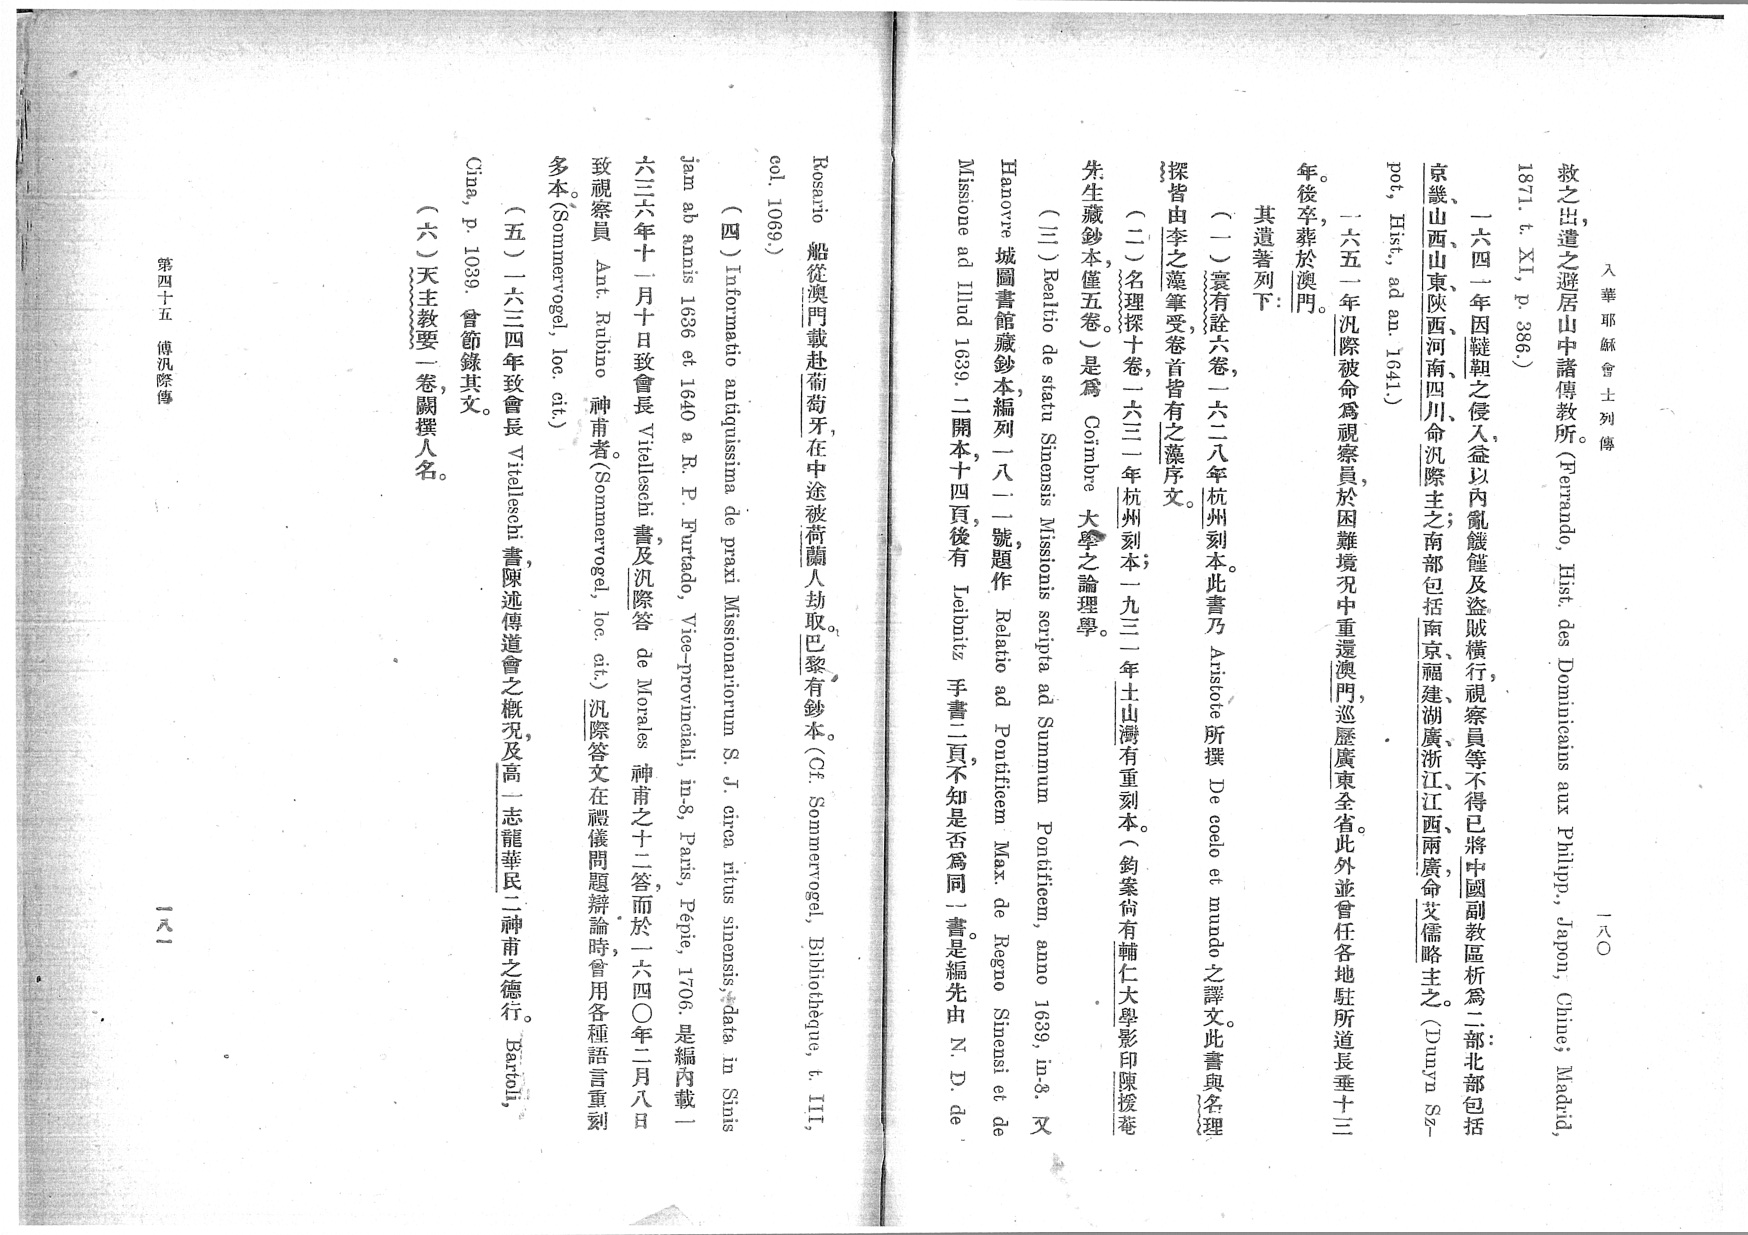 入華耶穌會士列傳
一八〇
救之出，遣之避居山中諸傳教所。(Ferrando, Hist. des Dominicains aux Philipp., Japon, Chine; Madrid,
1871. t. XI, p. 386.)
一六四一年因韃靼之侵入，益以內亂饑饉及盜賊橫行，視察員等不得已將中國副教區析爲二部：北部包括
京畿、山西、山東、陝西、河南、四川、命汎際主之；南部包括南京、福建、湖廣、浙江、江西、兩廣，命艾儒略主之。(Dunyn Sz-
pot, Hist., ad an. 1641.)
一六五一年汎際被命爲視察員，於困難境況中重還澳門，巡歷廣東全省。此外並曾任各地駐所道長垂十三
年。後卒，葬於澳門。
其遺著列下：
（一）寰有詮六卷，一六二八年杭州刻本。此書乃 Aristote 所撰 De coelo et mundo 之譯文。此書與名理
探皆由李之藻筆受，卷首皆有之藻序文。
（二）名理探十卷，一六三一年杭州刻本；一九三一年土山灣有重刻本。（鈞案尚有輔仁大學影印陳援菴
先生藏鈔本，僅五卷。）是爲 Coïmbre 大學之論理學。
（三）Realtio de statu Sinensis Missionis scripta ad Summum Pontificem, anno 1639, in-8. 又
Hanovre 城圖書館藏鈔本，編列一八一一號，題作 Relatio ad Pontificem Max. de Regno Sinensi et de
Missione ad Illud 1639. 二開本，十四頁，後有 Leibnitz 手書二頁，不知是否爲同一書。是編先由 N. D. de
Rosario 船從澳門載赴葡萄牙，在中途被荷蘭人劫取。巴黎有鈔本。(Cf. Sommervogel, Bibliothèque, t. III,
col. 1069.)
（四）Informatio antiquissima de praxi Missionariorum S. J. circa ritus sinensis, data in Sinis
jam ab annis 1636 et 1640 a R. P. Furtado, Vice-provinciali, in-8, Paris, Pépie, 1706. 是編內載一
六三六年十一月十日致會長 Vitelleschi 書，及汎際答 de Morales 神甫之十二答，而於一六四〇年二月八日
致視察員 Ant. Rubino 神甫者。(Sommervogel, loc. cit.) 汎際答文在禮儀問題辯論時，曾用各種語言重刻
多本。(Sommervogel, loc. cit.)
（五）一六三四年致會長 Vitelleschi 書，陳述傳道會之槪況，及高一志龍華民二神甫之德行。Bartoli,
Cina, p. 1039. 曾節錄其文。
（六）天主教要一卷，闕撰人名。
第四十五 傅汎際傳
一八一